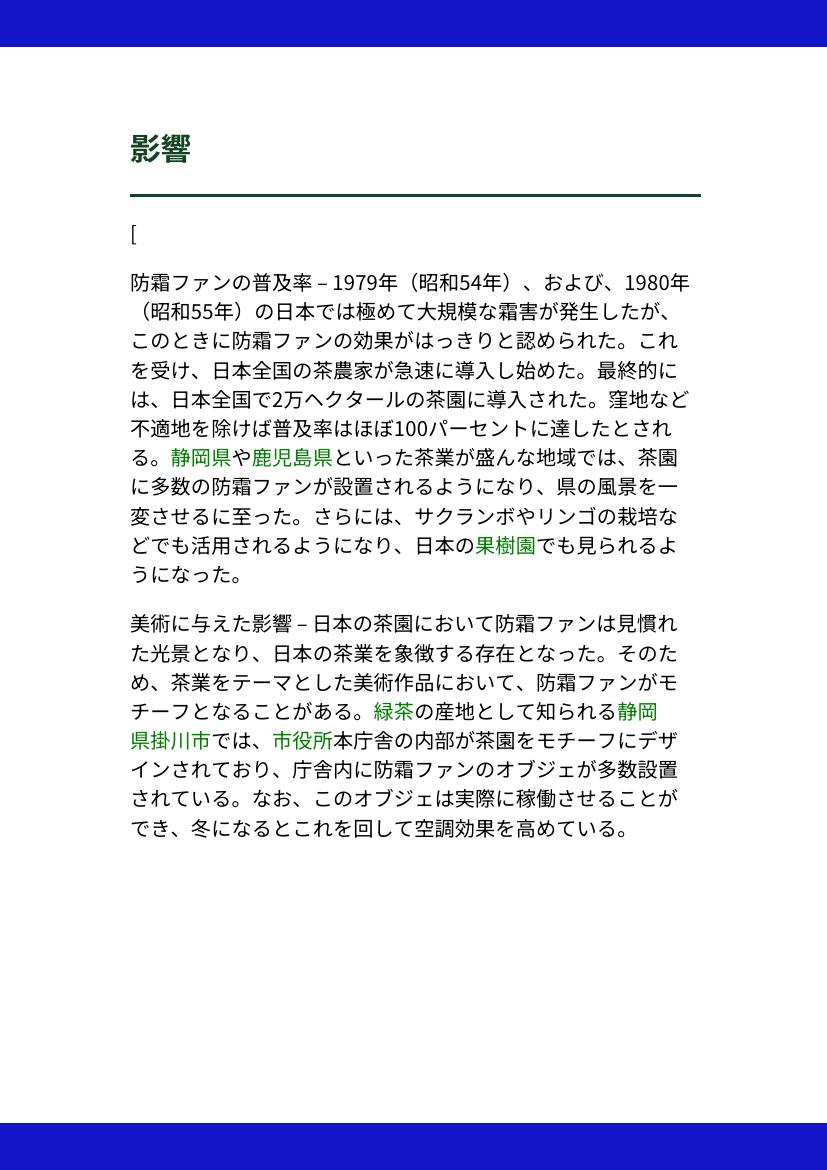 影響
[
防霜ファンの普及率 – 1979年（昭和54年）、および、1980年
（昭和55年）の日本では極めて大規模な霜害が発生したが、
このときに防霜ファンの効果がはっきりと認められた。これ
を受け、日本全国の茶農家が急速に導入し始めた。最終的に
は、日本全国で2万ヘクタールの茶園に導入された。窪地など
不適地を除けば普及率はほぼ100パーセントに達したとされ
る。静岡県や鹿児島県といった茶業が盛んな地域では、茶園
に多数の防霜ファンが設置されるようになり、県の風景を一
変させるに至った。さらには、サクランボやリンゴの栽培な
どでも活用されるようになり、日本の果樹園でも見られるよ
うになった。
美術に与えた影響 – 日本の茶園において防霜ファンは見慣れ
た光景となり、日本の茶業を象徴する存在となった。そのた
め、茶業をテーマとした美術作品において、防霜ファンがモ
チーフとなることがある。緑茶の産地として知られる静岡
県掛川市では、市役所本庁舎の内部が茶園をモチーフにデザ
インされており、庁舎内に防霜ファンのオブジェが多数設置
されている。なお、このオブジェは実際に稼働させることが
でき、冬になるとこれを回して空調効果を高めている。